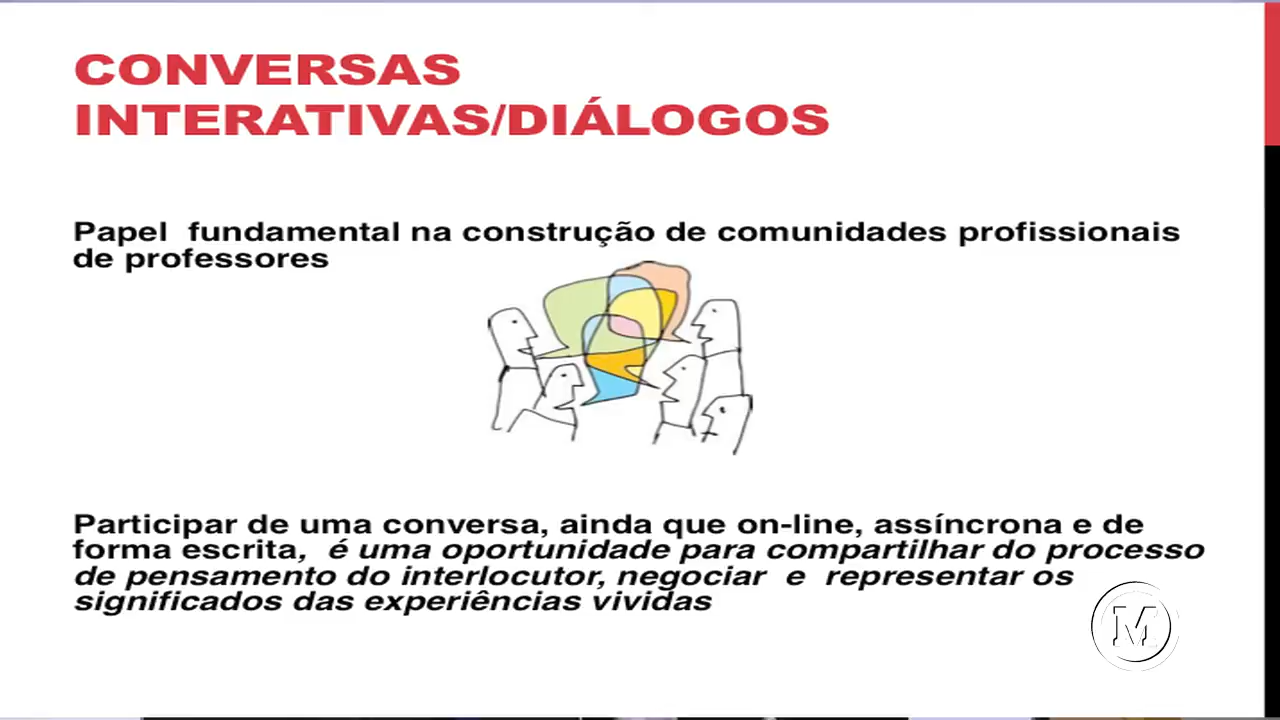 CONVERSAS
INTERATIVAS/DIÁLOGOS
Papel fundamental na construção de comunidades profissionais
de professores
Participar de uma conversa, ainda que on-line, assíncrona e de
forma escrita, é uma oportunidade para compartilhar do processo
de pensamento do interlocutor, negociar e representar os
significados das experiências vividas
M